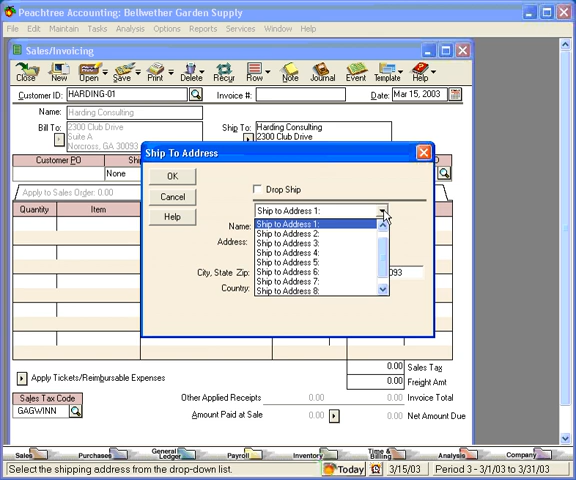 Peachtree Accounting: Bellwether Garden Supply
File Edit Maintain Tasks Analysis Options Reports Services Window Help
Sales/Invoicing
Close New Open Save Print Delete Recur Row Note Journal Event Template Help
Customer ID: HARDING-01 Invoice #: Date: Mar 15, 2003
Name: Harding Consulting
Bill To: 2300 Club Drive
Suite A
Norcross, GA 30093
Ship To: Harding Consulting
2300 Club Drive
Customer PO
None
Apply to Sales Order: 0.00
Quantity Item
Ship To Address
OK
Cancel
Help
Drop Ship
Ship to Address 1:
Ship to Address 1:
Ship to Address 2:
Ship to Address 3:
Ship to Address 4:
Ship to Address 5:
Ship to Address 6:
Ship to Address 7:
Ship to Address 8:
Name:
Address:
City, State Zip: 093
Country:
0.00 Sales Tax
Apply Tickets/Reimbursable Expenses 0.00 Freight Amt
Sales Tax Code Other Applied Receipts 0.00 0.00 Invoice Total
GAGWINN Amount Paid at Sale 0.00 0.00 Net Amount Due
Sales Purchases General Ledger Payroll Inventory Time & Billing Analysis Company
Select the shipping address from the drop-down list. Today 3/15/03 Period 3 - 3/1/03 to 3/31/03